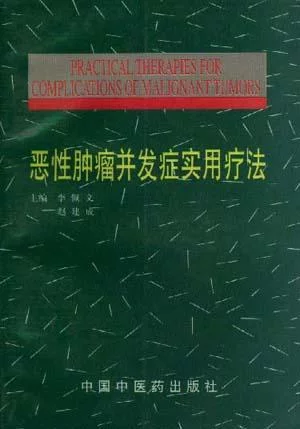 PRACTICAL THERAPIES FOR
COMPLICATIONS OF MALIGNANT TUMORS
恶性肿瘤并发症实用疗法
主编 李佩文
赵建成
中国中医药出版社